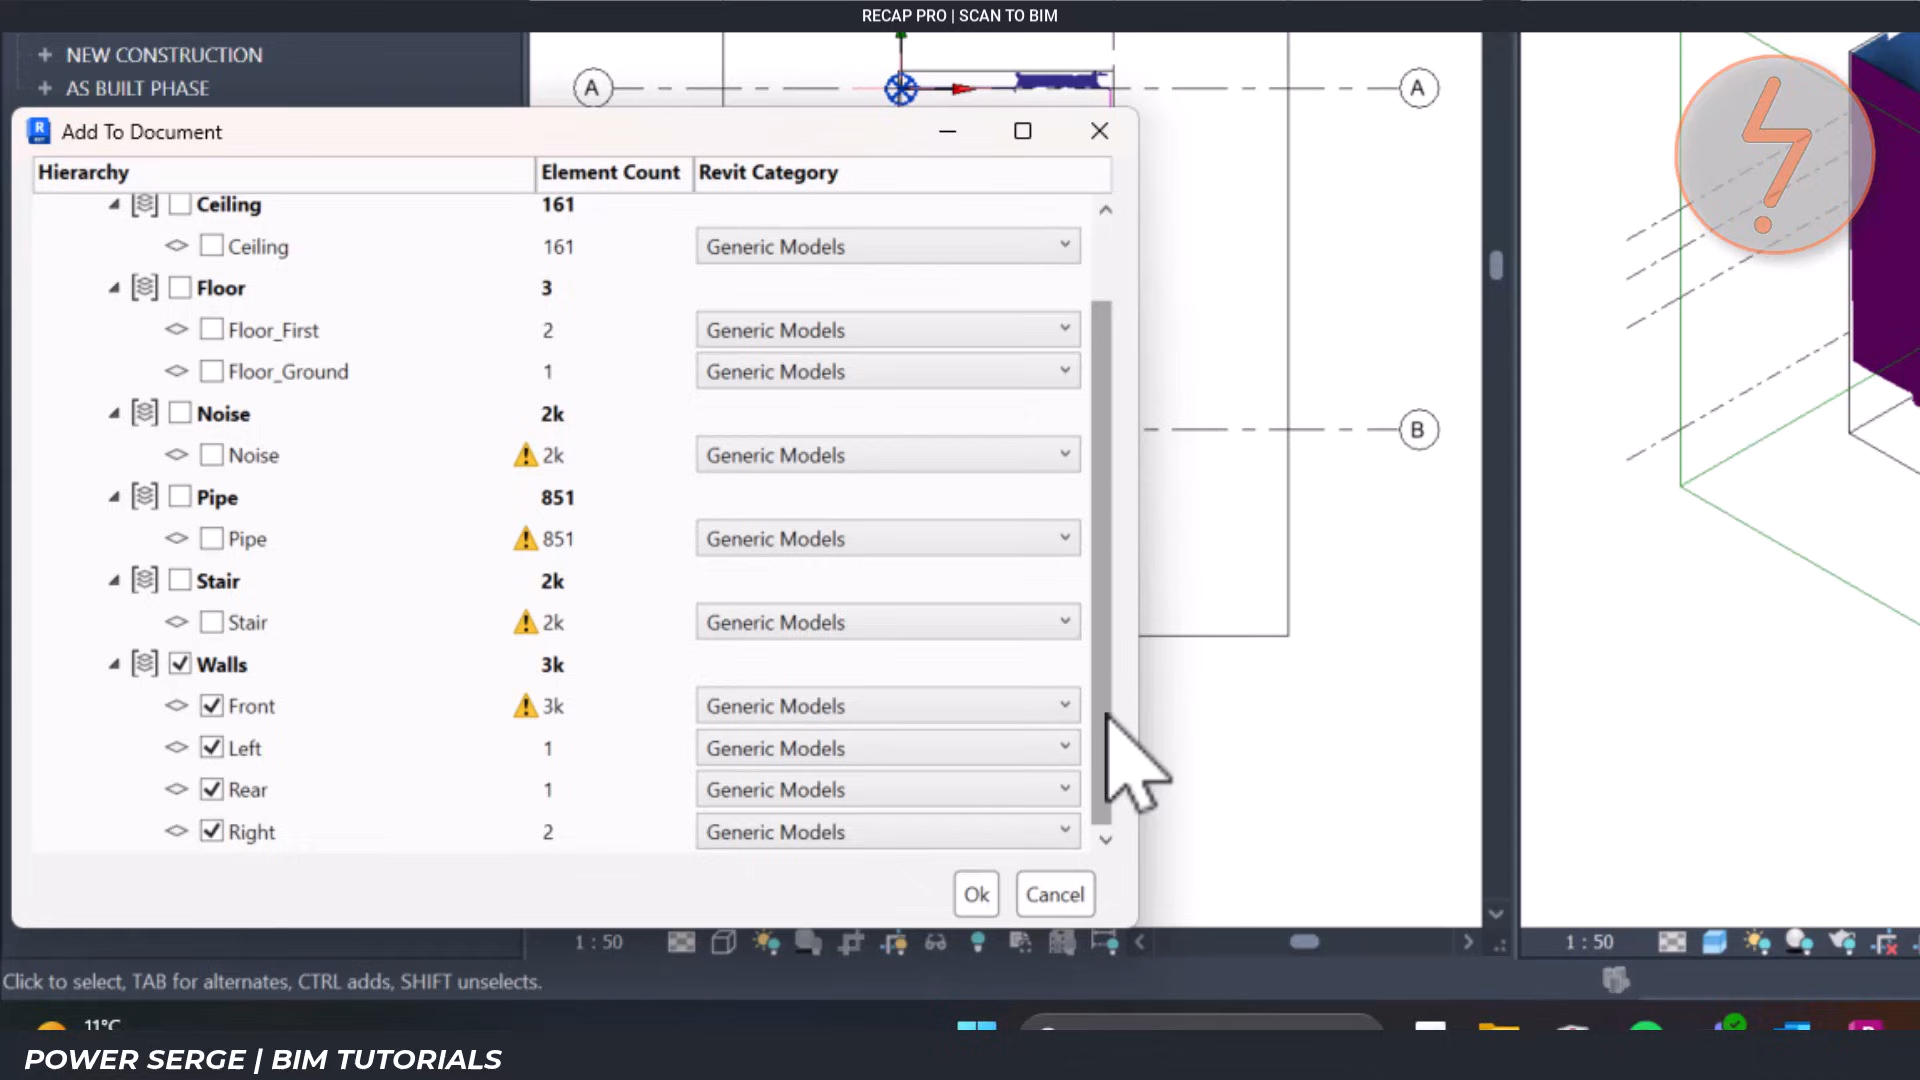 RECAP PRO | SCAN TO BIM
NEW CONSTRUCTION
AS BUILT PHASE
A
A
Add To Document
Hierarchy Element Count Revit Category
Ceiling 161
Ceiling 161 Generic Models
Floor 3
Floor_First 2 Generic Models
Floor_Ground 1 Generic Models
Noise 2k
Noise 2k Generic Models
B
Pipe 851
Pipe 851 Generic Models
Stair 2k
Stair 2k Generic Models
Walls 3k
Front 3k Generic Models
Left 1 Generic Models
Rear 1 Generic Models
Right 2 Generic Models
Ok Cancel
1 : 50
1 : 50
Click to select, TAB for alternates, CTRL adds, SHIFT unselects.
11°C
POWER SERGE | BIM TUTORIALS